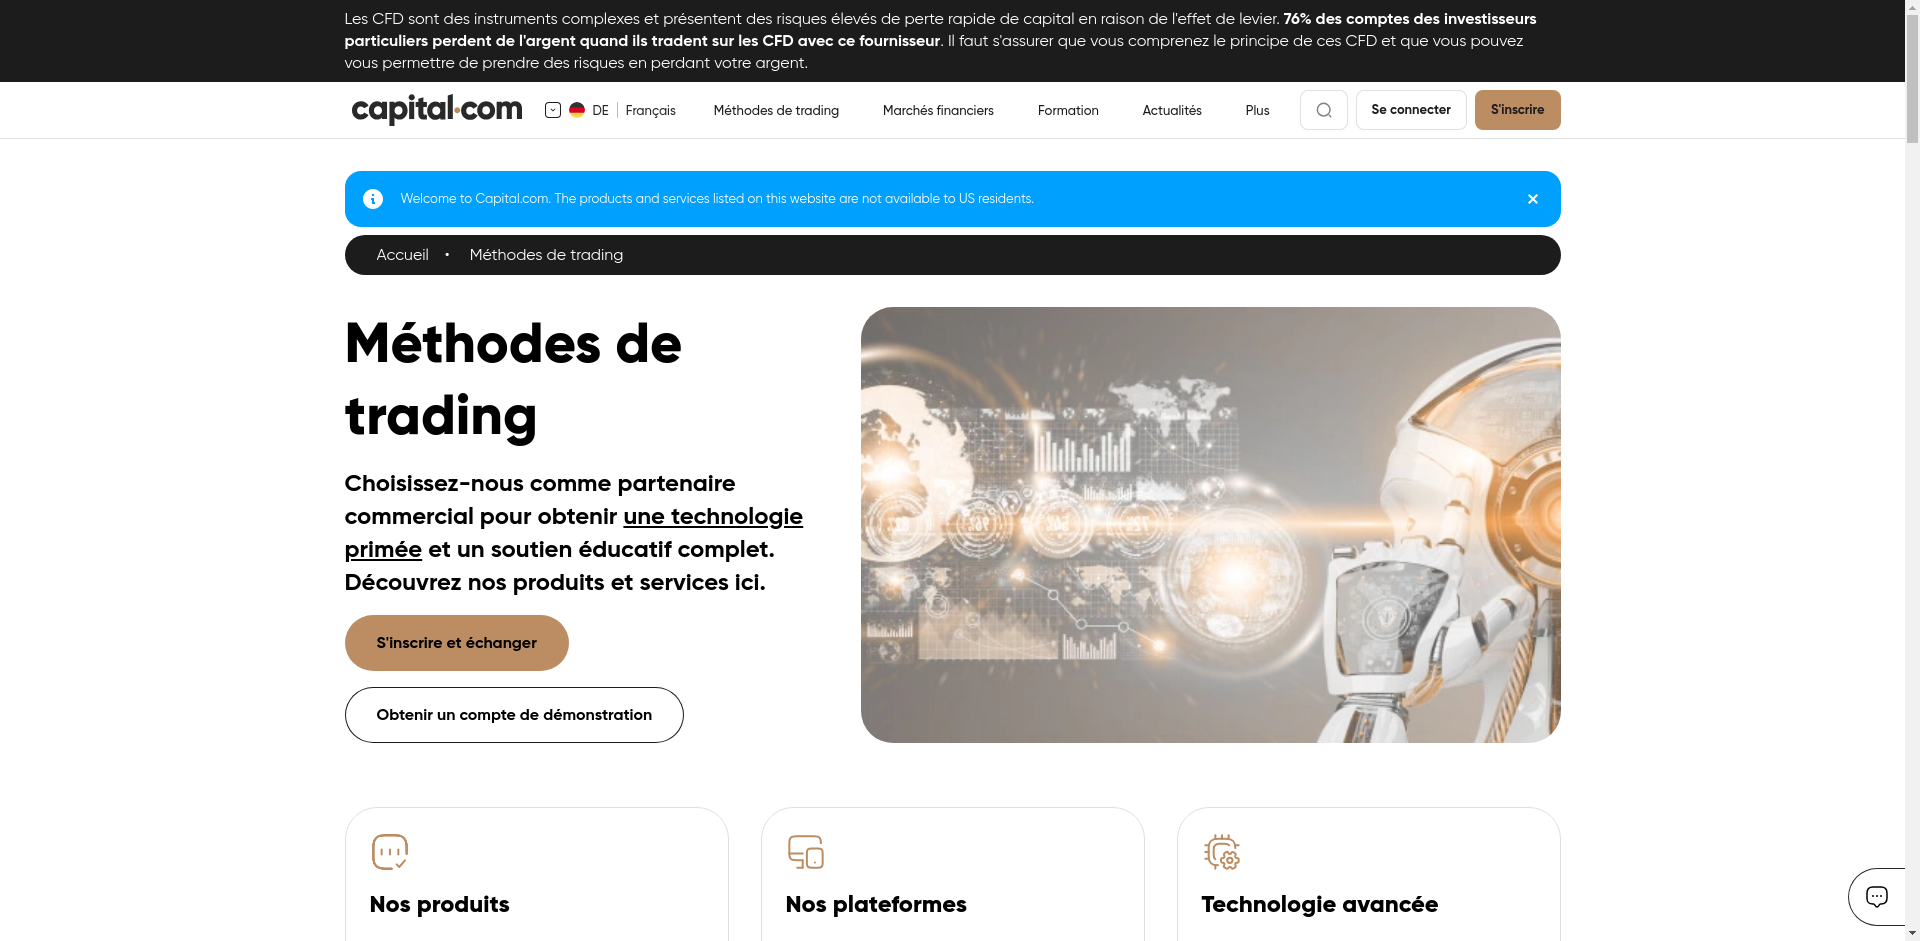 Les CFD sont des instruments complexes et présentent des risques élevés de perte rapide de capital en raison de l'effet de levier. 76% des comptes des investisseurs
particuliers perdent de l'argent quand ils tradent sur les CFD avec ce fournisseur. Il faut s'assurer que vous comprenez le principe de ces CFD et que vous pouvez
vous permettre de prendre des risques en perdant votre argent.
capital.com DE Français Méthodes de trading Marchés financiers Formation Actualités Plus Se connecter S'inscrire
Welcome to Capital.com. The products and services listed on this website are not available to US residents.
Accueil • Méthodes de trading
Méthodes de
trading
Choisissez-nous comme partenaire
commercial pour obtenir une technologie
primée et un soutien éducatif complet.
Découvrez nos produits et services ici.
S'inscrire et échanger
Obtenir un compte de démonstration
Nos produits
Nos plateformes
Technologie avancée